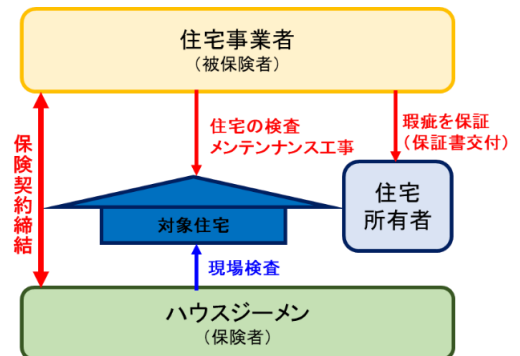 住宅事業者
（被保険者）
保険契約締結
住宅の検査
メンテンナンス工事
瑕疵を保証
（保証書交付）
対象住宅
住宅
所有者
現場検査
ハウスジーメン
（保険者）